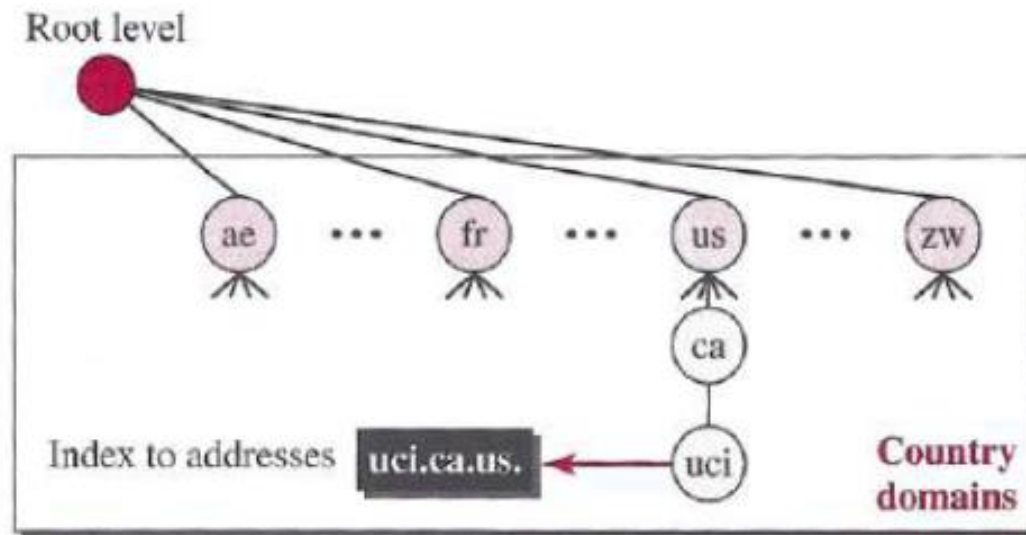 Root level
ae ••• fr ••• us ••• zw
ca
Index to addresses uci.ca.us. uci Country
domains